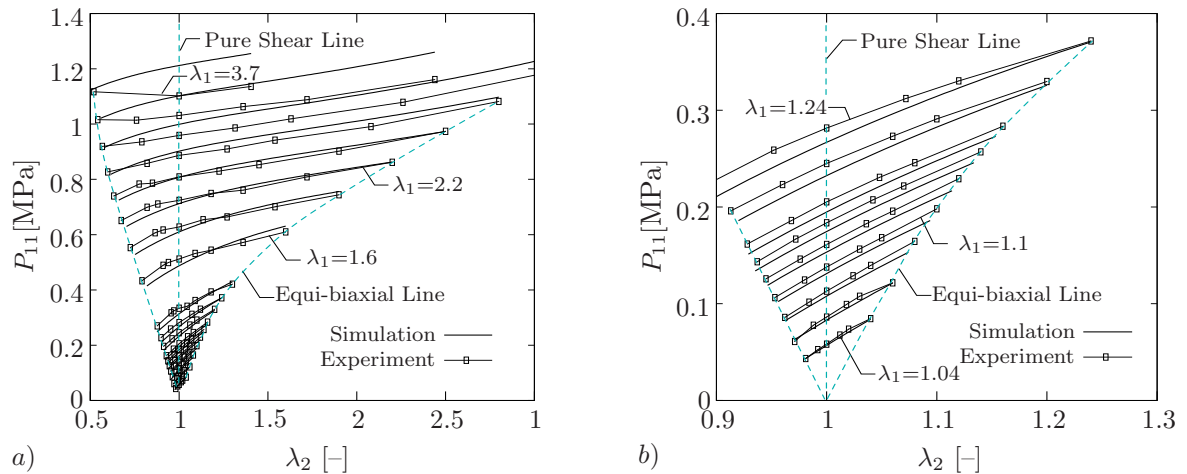 1.4
1.2
1
0.8
0.6
0.4
0.2
0
P₁₁[MPa]
Pure Shear Line
λ₁=3.7
λ₁=2.2
λ₁=1.6
Equi-biaxial Line
Simulation
Experiment
0.5 1 1.5 2 2.5 1
λ₂ [–]
a)
0.4
0.3
0.2
0.1
0
P₁₁[MPa]
Pure Shear Line
λ₁=1.24
λ₁=1.1
Equi-biaxial Line
Simulation
Experiment
λ₁=1.04
0.9 1 1.1 1.2 1.3
λ₂ [–]
b)